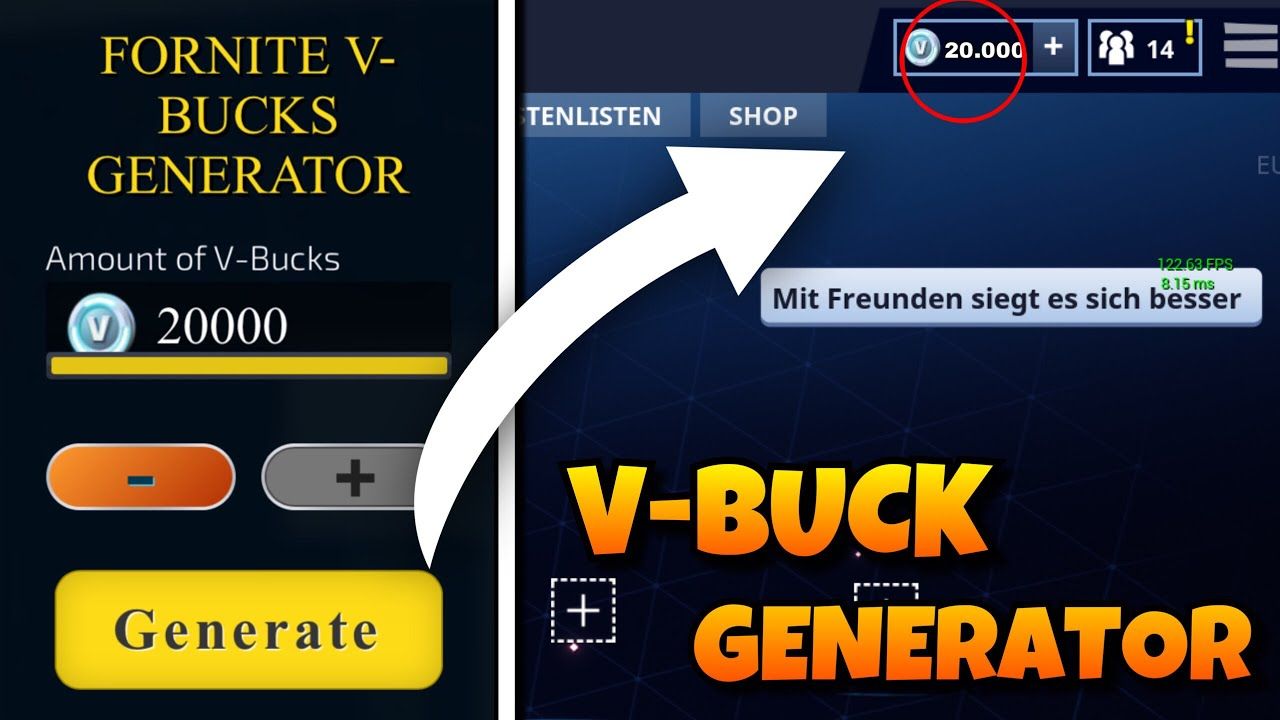 FORNITE V-
BUCKS
GENERATOR
Amount of V-Bucks
V 20000
-
+
Generate
V 20.000 +
14 !
STENLISTEN
SHOP
EU
122.63 FPS
8.15 ms
Mit Freunden siegt es sich besser
+
V-BUCK
GENERATOR